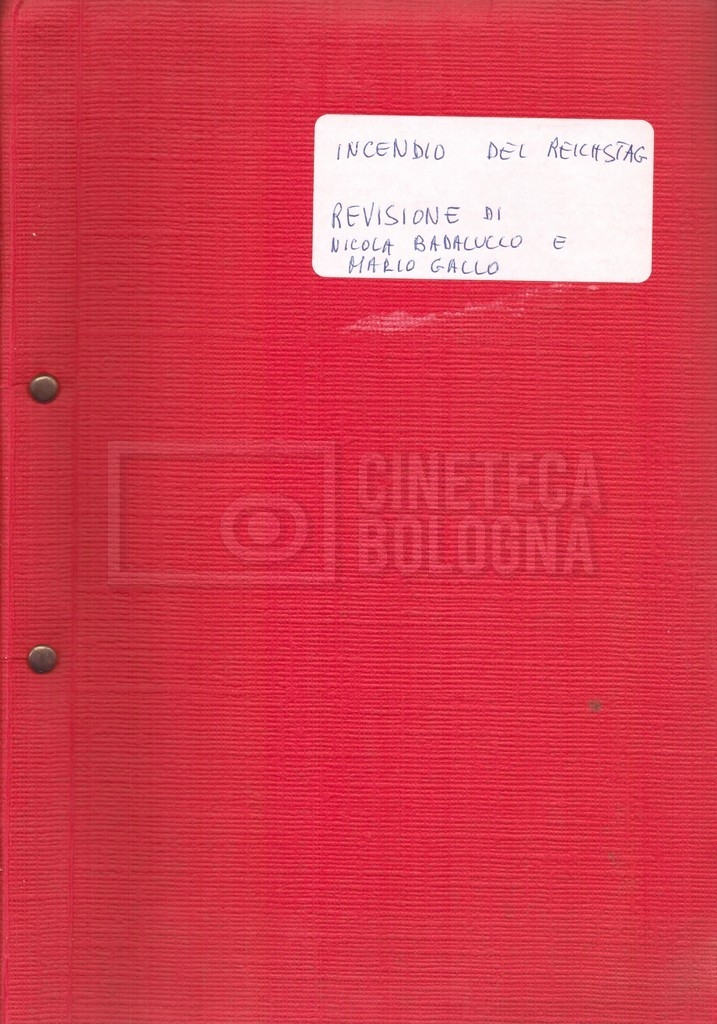 INCENDIO DEL REICHSTAG
REVISIONE DI
NICOLA BADALUCCO E
MARIO GALLO
CINETECA
BOLOGNA